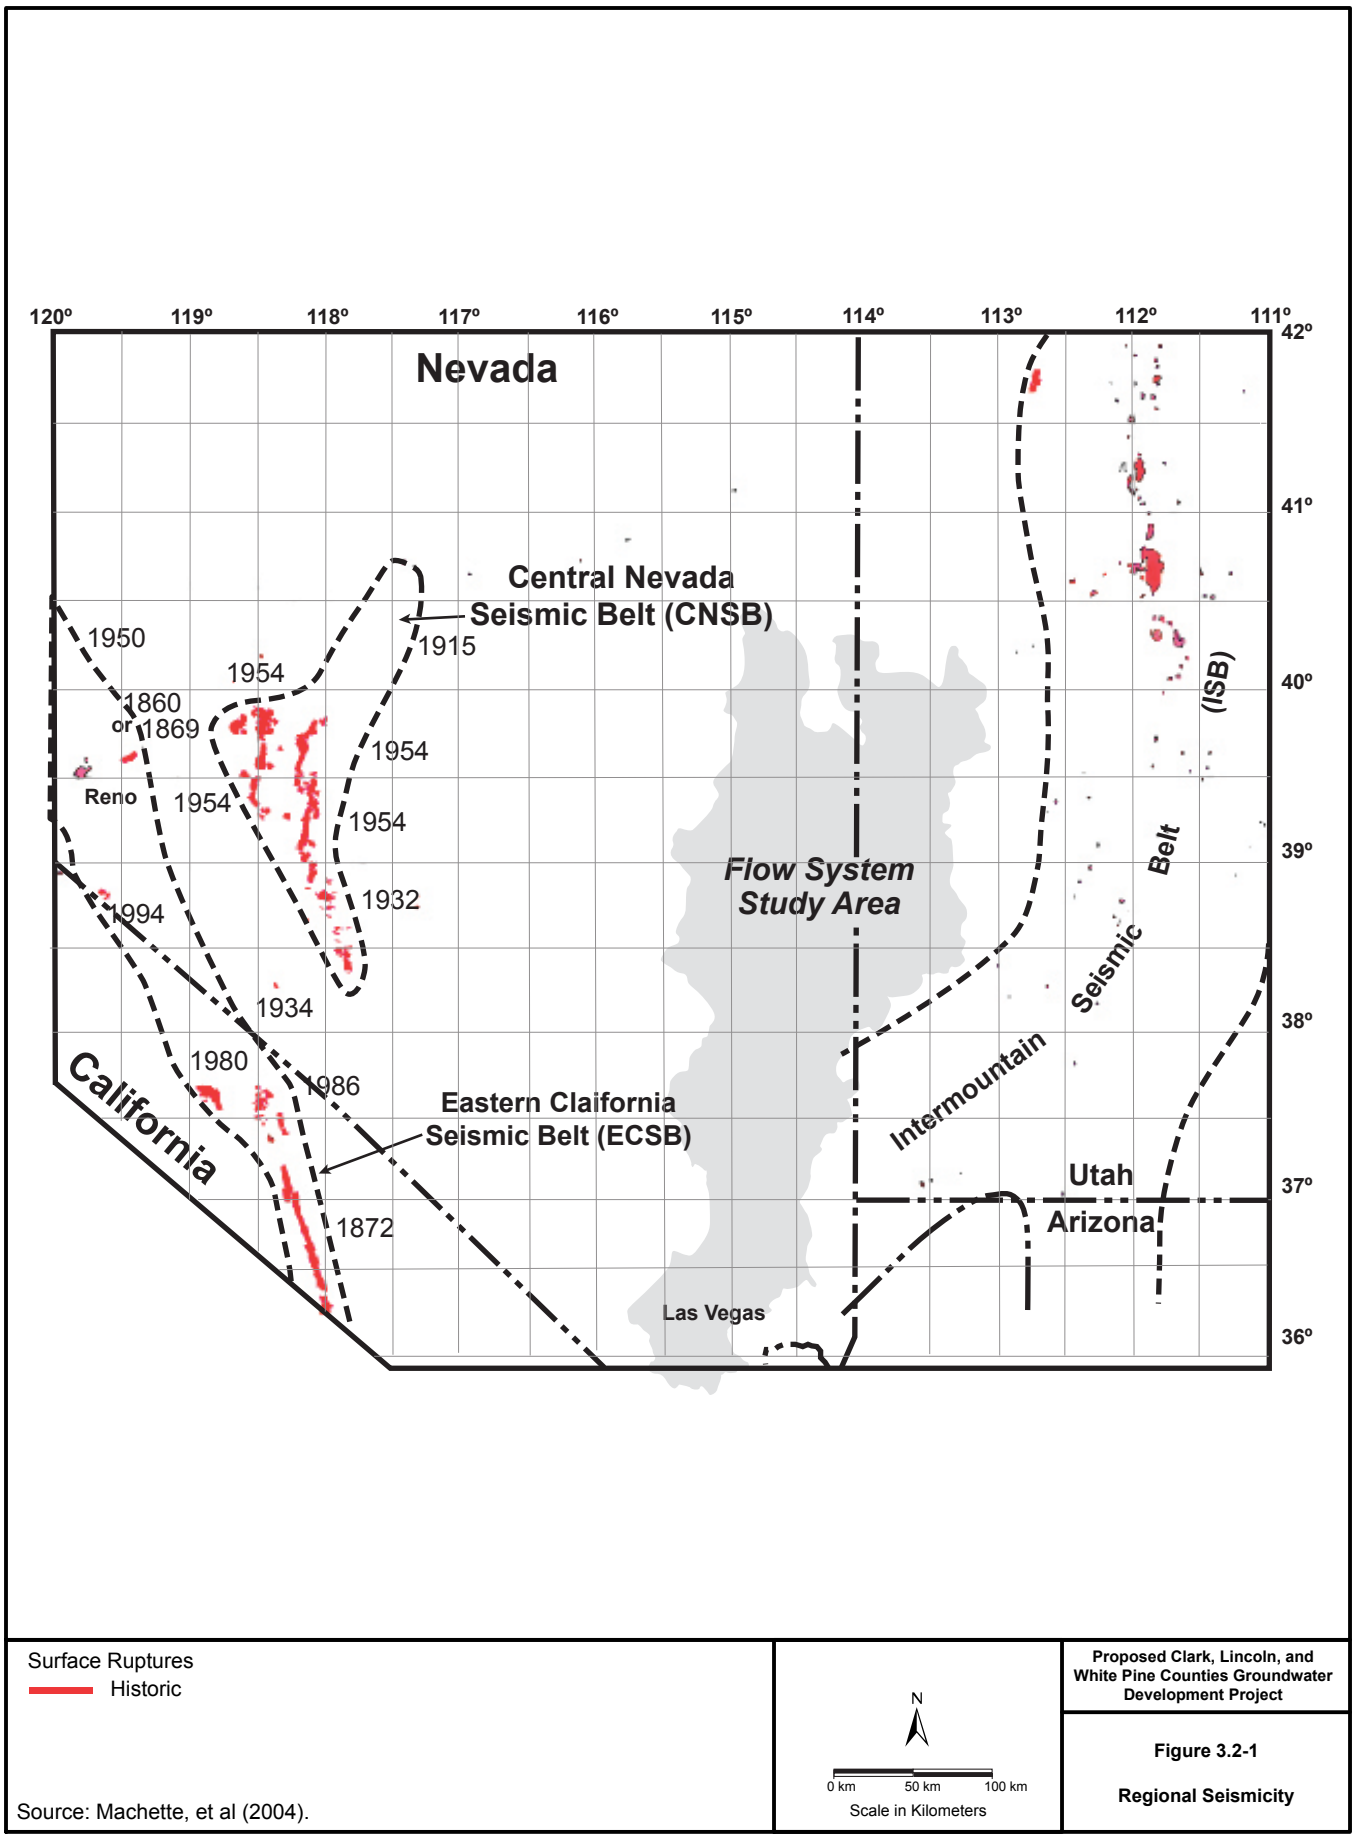 120º 119º 118º 117º 116º 115º 114º 113º 112º 111º
42º
Nevada
41º
Central Nevada
Seismic Belt (CNSB)
1950
1915
1954
40º
(ISB)
1860
or 1869
1954
Reno
1954
1954
39º
Belt
Flow System
Study Area
1932
1994
Seismic
1934
38º
Intermountain
1980
California
1986
Eastern Claifornia
Seismic Belt (ECSB)
Utah
37º
Arizona
1872
Las Vegas
36º
Surface Ruptures
Historic
Source: Machette, et al (2004).
N
0 km 50 km 100 km
Scale in Kilometers
Proposed Clark, Lincoln, and
White Pine Counties Groundwater
Development Project
Figure 3.2-1
Regional Seismicity